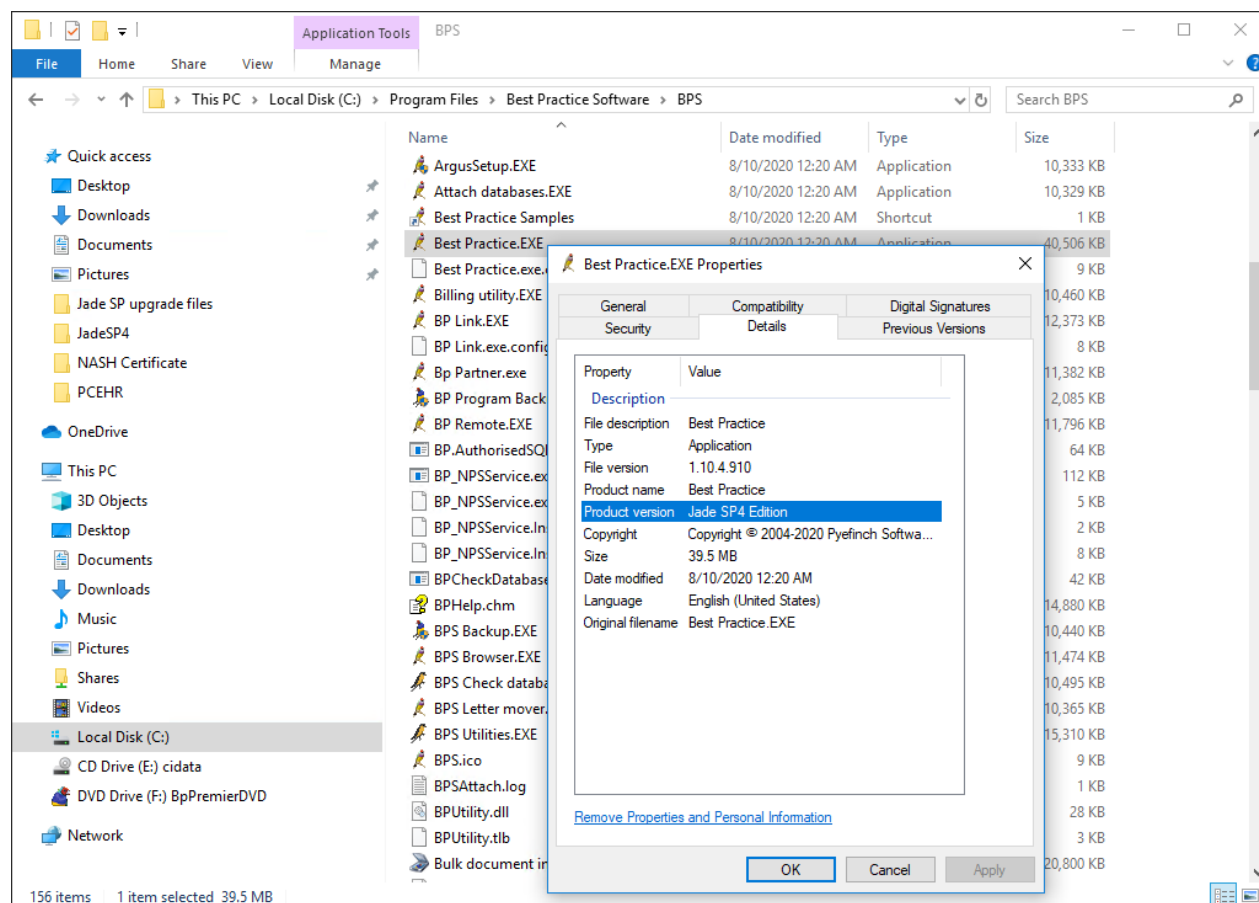 Application Tools BPS
File Home Share View Manage
This PC > Local Disk (C:) > Program Files > Best Practice Software > BPS Search BPS
Quick access
Desktop
Downloads
Documents
Pictures
Jade SP upgrade files
JadeSP4
NASH Certificate
PCEHR
OneDrive
This PC
3D Objects
Desktop
Documents
Downloads
Music
Pictures
Shares
Videos
Local Disk (C:)
CD Drive (E:) cidata
DVD Drive (F:) BpPremierDVD
Network
Name Date modified Type Size
ArgusSetup.EXE 8/10/2020 12:20 AM Application 10,333 KB
Attach databases.EXE 8/10/2020 12:20 AM Application 10,329 KB
Best Practice Samples 8/10/2020 12:20 AM Shortcut 1 KB
Best Practice.EXE 8/10/2020 12:20 AM Application 40,506 KB
Best Practice.exe. 9 KB
Billing utility.EXE 10,460 KB
BP Link.EXE 12,373 KB
BP Link.exe.config 8 KB
Bp Partner.exe 11,382 KB
BP Program Back 2,085 KB
BP Remote.EXE 11,796 KB
BP.AuthorisedSQ 64 KB
BP_NPSService.ex 112 KB
BP_NPSService.ex 5 KB
BP_NPSService.In 2 KB
BP_NPSService.In 8 KB
BPCheckDatabase 42 KB
BPHelp.chm 14,880 KB
BPS Backup.EXE 10,440 KB
BPS Browser.EXE 11,474 KB
BPS Check databa 10,495 KB
BPS Letter mover. 10,365 KB
BPS Utilities.EXE 15,310 KB
BPS.ico 9 KB
BPSAttach.log 1 KB
BPUtility.dll 28 KB
BPUtility.tlb 3 KB
Bulk document in 20,800 KB
Best Practice.EXE Properties
General Compatibility Digital Signatures
Security Details Previous Versions
Property Value
Description
File description Best Practice
Type Application
File version 1.10.4.910
Product name Best Practice
Product version Jade SP4 Edition
Copyright Copyright © 2004-2020 Pyefinch Softwa...
Size 39.5 MB
Date modified 8/10/2020 12:20 AM
Language English (United States)
Original filename Best Practice.EXE
Remove Properties and Personal Information
OK Cancel Apply
156 items 1 item selected 39.5 MB